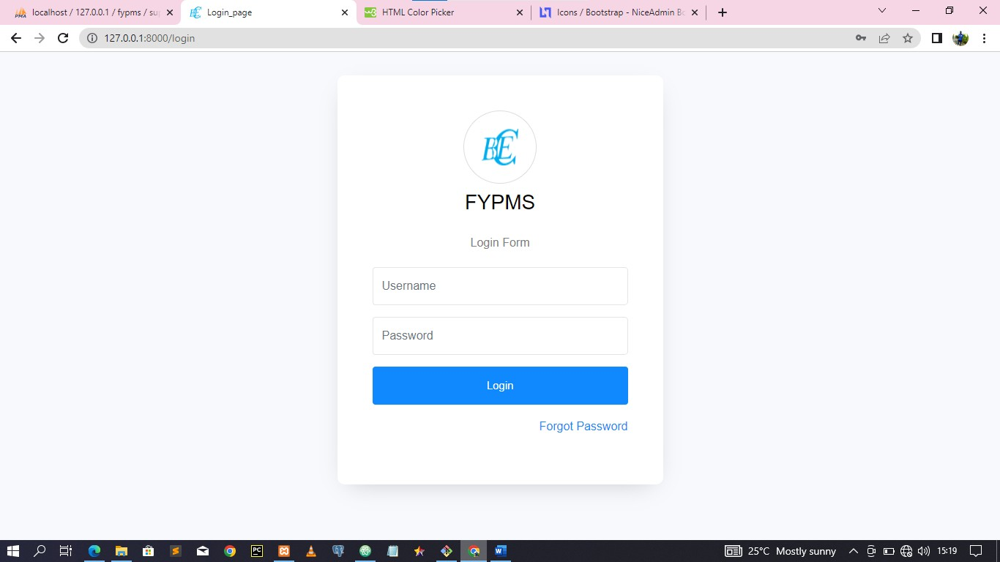 localhost / 127.0.0.1 / fypms / su
Login_page
HTML Color Picker
Icons / Bootstrap - NiceAdmin Bo
127.0.0.1:8000/login
BEC
FYPMS
Login Form
Username
Password
Login
Forgot Password
25°C Mostly sunny
15:19